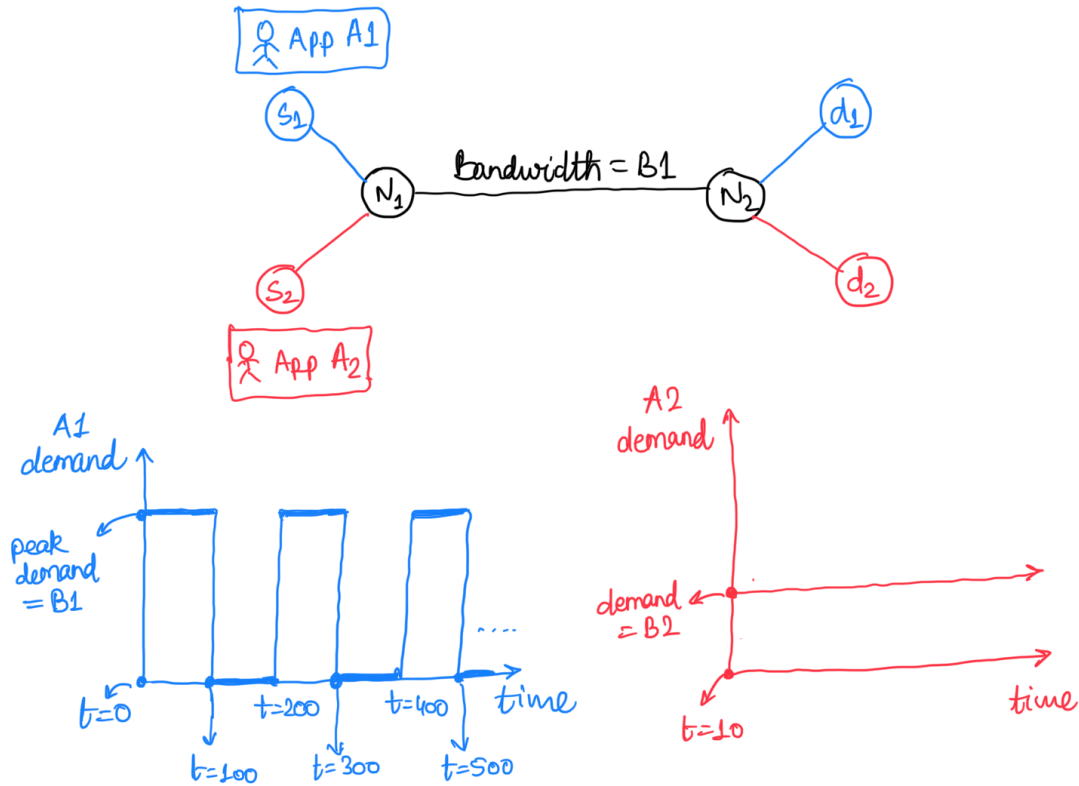 App A1
S1
d1
Bandwidth = B1
N1
N2
S2
d2
App A2
A1
demand
peak
demand
= B1
....
time
t=0
t=200
t=400
t=100
t=300
t=500
A2
demand
demand
= B2
time
t=10